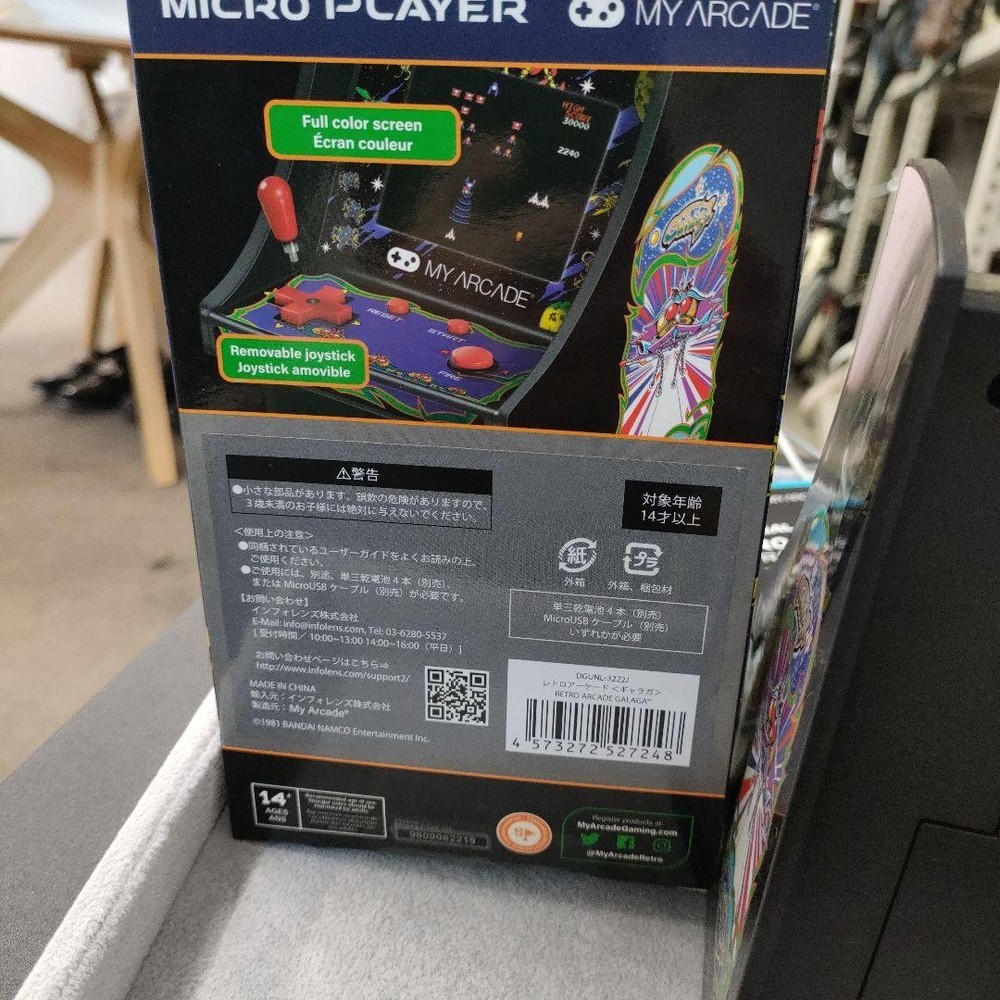 MICRO PLAYER
MY ARCADE®
Full color screen
Écran couleur
HIGH
SCORE
30000
2240
MY ARCADE
RESET
START
FIRE
Removable joystick
Joystick amovible
Galaga
⚠警告
●小さな部品があります。誤飲の危険がありますので、
3歳未満のお子様には絶対に与えないでください。
対象年齢
14才以上
<使用上の注意>
●同梱されているユーザーガイドをよくお読みの上、
ご使用ください。
●ご使用には、別途、単三乾電池4本(別売)、
または MicroUSB ケーブル(別売)が必要です。
紙
外箱
プラ
外箱、梱包材
単三乾電池4本(別売)
MicroUSB ケーブル(別売)
いずれかが必要
【お問い合わせ】
インフォレンズ株式会社
E-Mail: info@infolens.com, Tel: 03-6280-5537
[ 受付時間/ 10:00~13:00 14:00~16:00(平日)]
お問い合わせページはこちら⇒
http://www.infolens.com/support2/
MADE IN CHINA
輸入元:インフォレンズ株式会社
製造元:My Arcade®
©1981 BANDAI NAMCO Entertainment Inc.
DGUNL-3222J
レトロアーケード<ギャラガ>
RETRO ARCADE GALAGA™
4 573272 527248
14+
AGES
ANS
Recommended age of use.
Younger users should be
9809082219
Register products at:
MyArcadeGaming.com
@MyArcadeRetro